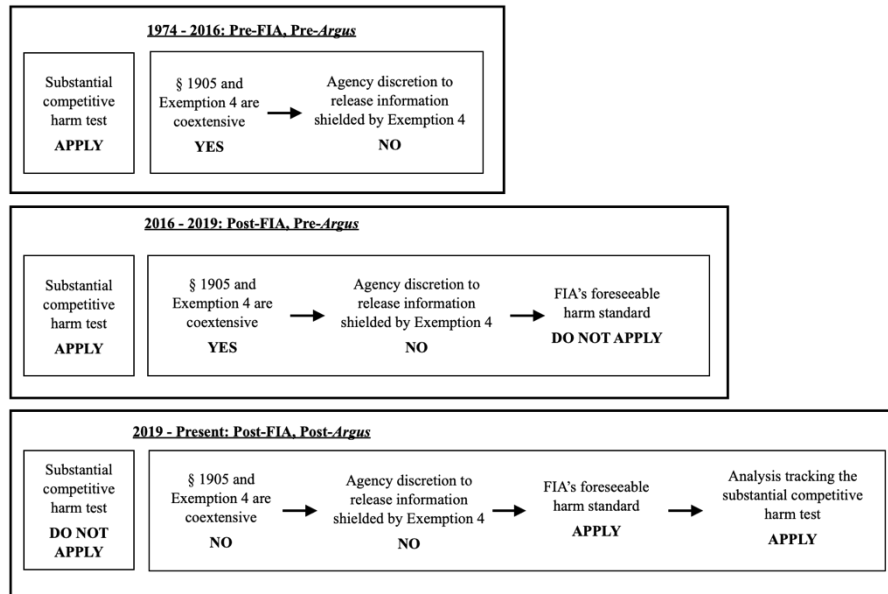 1974 - 2016: Pre-FIA, Pre-Argus
Substantial
competitive
harm test
APPLY
§ 1905 and
Exemption 4 are
coextensive
YES
Agency discretion to
release information
shielded by Exemption 4
NO
2016 - 2019: Post-FIA, Pre-Argus
Substantial
competitive
harm test
APPLY
§ 1905 and
Exemption 4 are
coextensive
YES
Agency discretion to
release information
shielded by Exemption 4
NO
FIA's foreseeable
harm standard
DO NOT APPLY
2019 - Present: Post-FIA, Post-Argus
Substantial
competitive
harm test
DO NOT
APPLY
§ 1905 and
Exemption 4 are
coextensive
NO
Agency discretion to
release information
shielded by Exemption 4
NO
FIA's foreseeable
harm standard
APPLY
Analysis tracking the
substantial competitive
harm test
APPLY